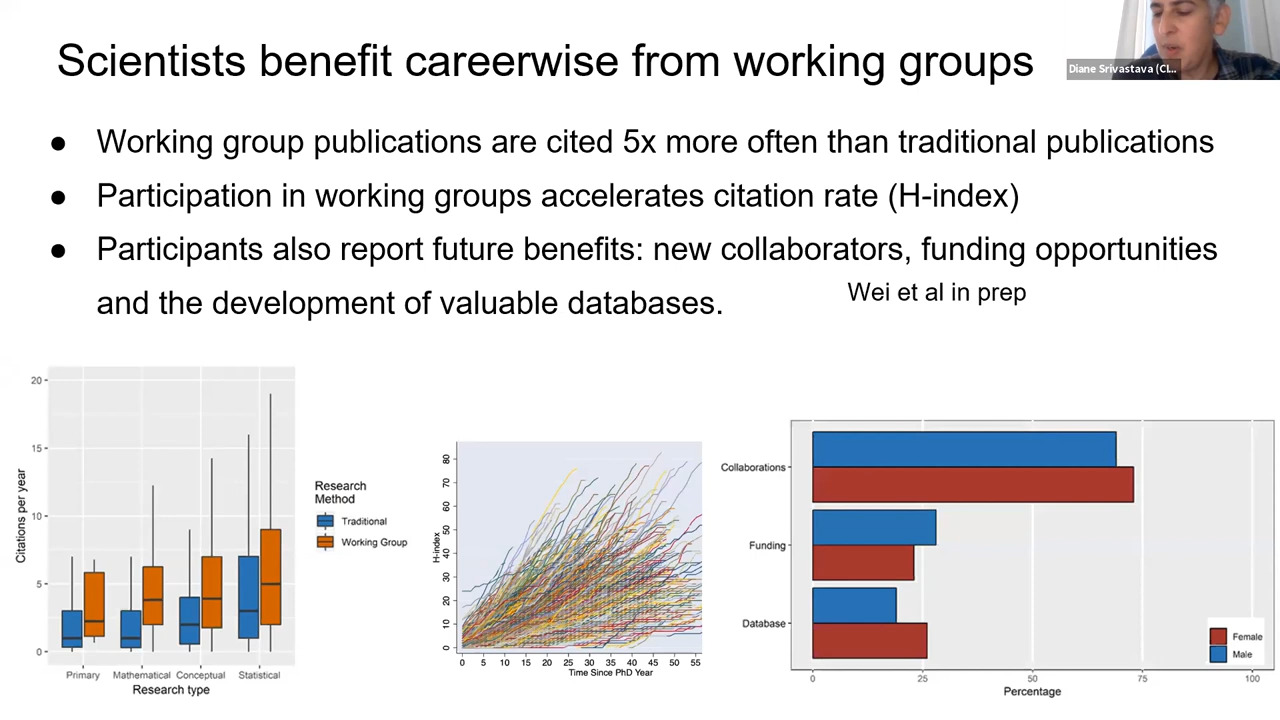 Scientists benefit careerwise from working groups
Diane Srivastava (CI...
● Working group publications are cited 5x more often than traditional publications
● Participation in working groups accelerates citation rate (H-index)
● Participants also report future benefits: new collaborators, funding opportunities
and the development of valuable databases.
Wei et al in prep
Citations per year
20
15
10
5
0
Primary Mathematical Conceptual Statistical
Research type
Research
Method
Traditional
Working Group
H-index
80
70
60
50
40
30
20
10
0
0 5 10 15 20 25 30 35 40 45 50 55
Time Since PhD Year
Collaborations
Funding
Database
Female
Male
0 25 50 75 100
Percentage